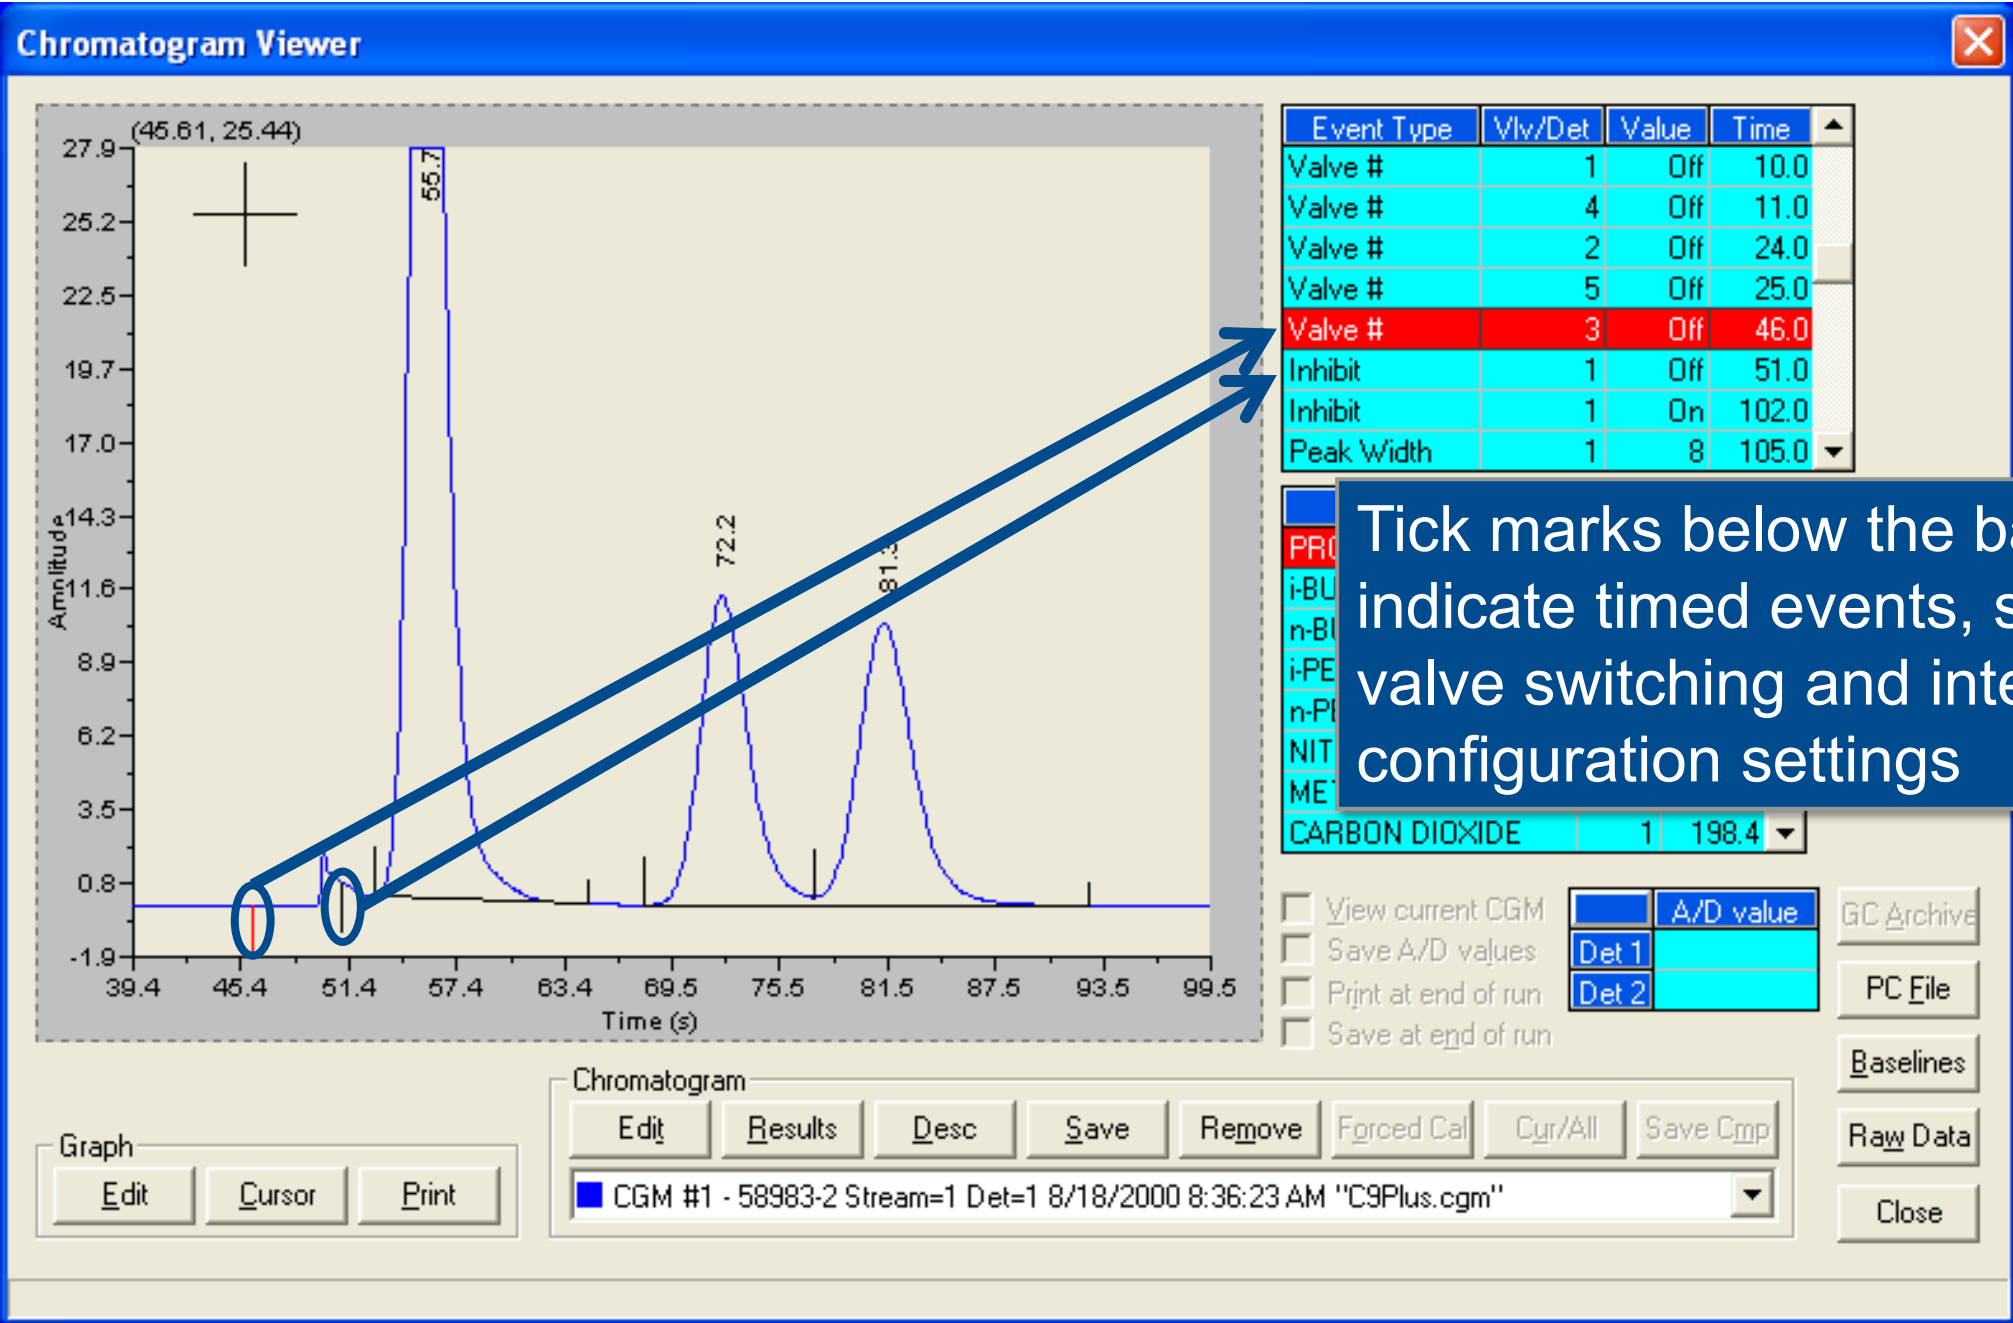 Chromatogram Viewer
(45.61, 25.44)
27.9
25.2
22.5
19.7
17.0
14.3
11.6
8.9
6.2
3.5
0.8
-1.9
Amplitude
55.7
72.2
81.3
39.4 45.4 51.4 57.4 63.4 69.5 75.5 81.5 87.5 93.5 99.5
Time (s)
Event Type Vlv/Det Value Time
Valve # 1 Off 10.0
Valve # 4 Off 11.0
Valve # 2 Off 24.0
Valve # 5 Off 25.0
Valve # 3 Off 46.0
Inhibit 1 Off 51.0
Inhibit 1 On 102.0
Peak Width 1 8 105.0
Tick marks below the
indicate timed events,
valve switching and
configuration settings
CARBON DIOXIDE 1 198.4
View current CGM
Save A/D values
Print at end of run
Save at end of run
A/D value
Det 1
Det 2
GC Archive
PC File
Baselines
Raw Data
Close
Chromatogram
Edit Results Desc Save Remove Forced Cal Cur/All Save Cmp
CGM #1 - 58983-2 Stream=1 Det=1 8/18/2000 8:36:23 AM "C9Plus.cgm"
Graph
Edit Cursor Print